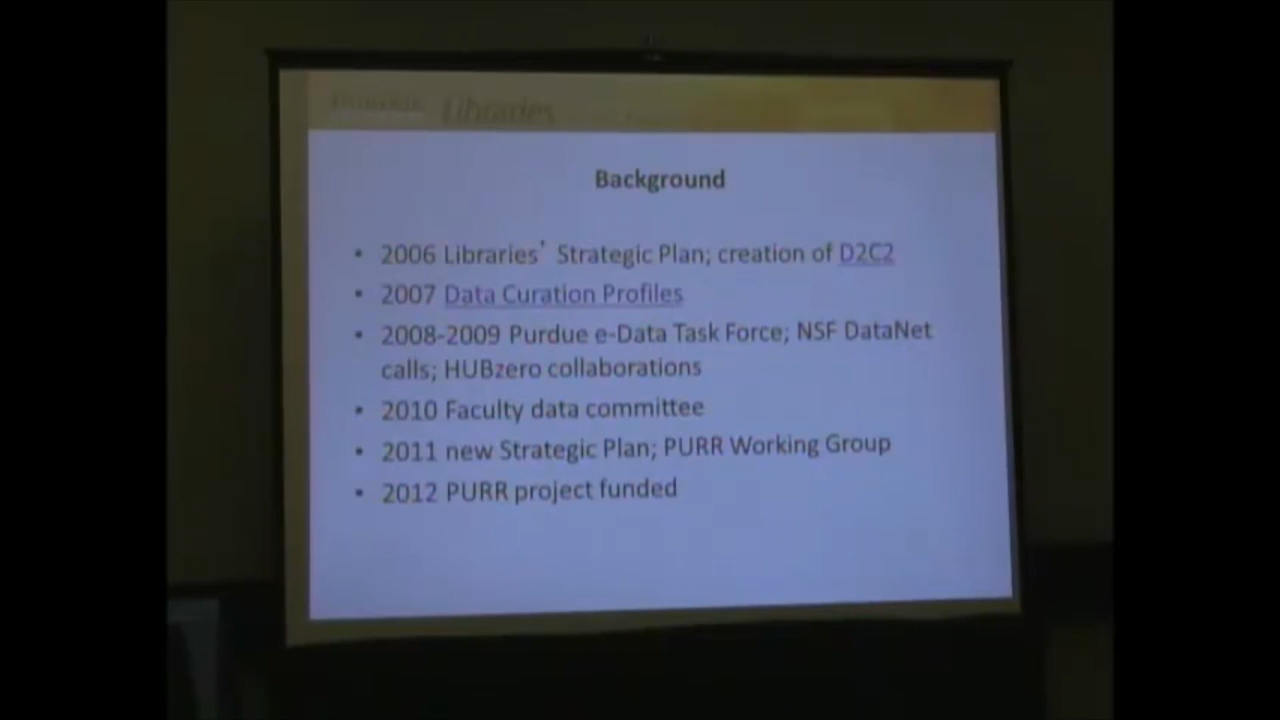 Libraries
Background
• 2006 Libraries' Strategic Plan; creation of D2C2
• 2007 Data Curation Profiles
• 2008-2009 Purdue e-Data Task Force; NSF DataNet
calls; HUBzero collaborations
• 2010 Faculty data committee
• 2011 new Strategic Plan; PURR Working Group
• 2012 PURR project funded